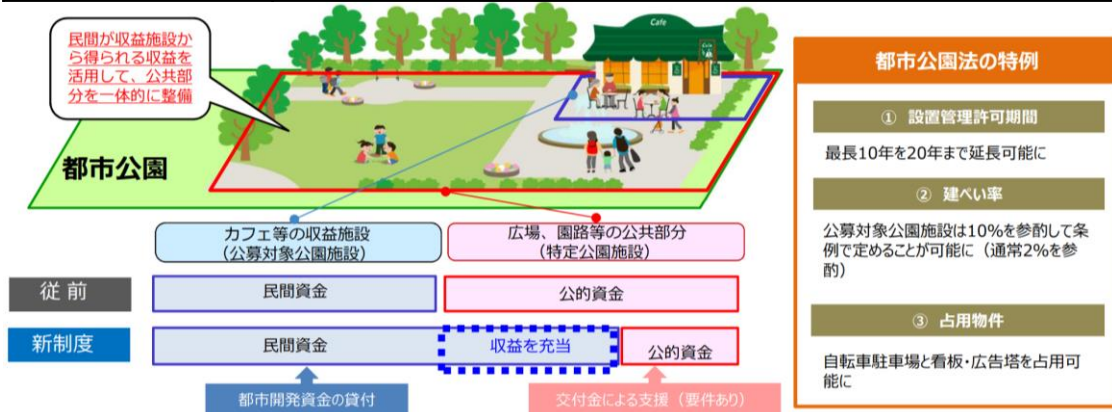 民間が収益施設か
ら得られる収益を
活用して、公共部
分を一体的に整備
Cafe
都市公園
カフェ等の収益施設
（公募対象公園施設）
広場、園路等の公共部分
（特定公園施設）
従 前
民間資金
公的資金
新制度
民間資金
収益を充当
公的資金
都市開発資金の貸付
交付金による支援（要件あり）
都市公園法の特例
① 設置管理許可期間
最長10年を20年まで延長可能に
② 建ぺい率
公募対象公園施設は10%を参酌して条
例で定めることが可能に（通常2%を参
酌）
③ 占用物件
自転車駐車場と看板・広告塔を占用可
能に